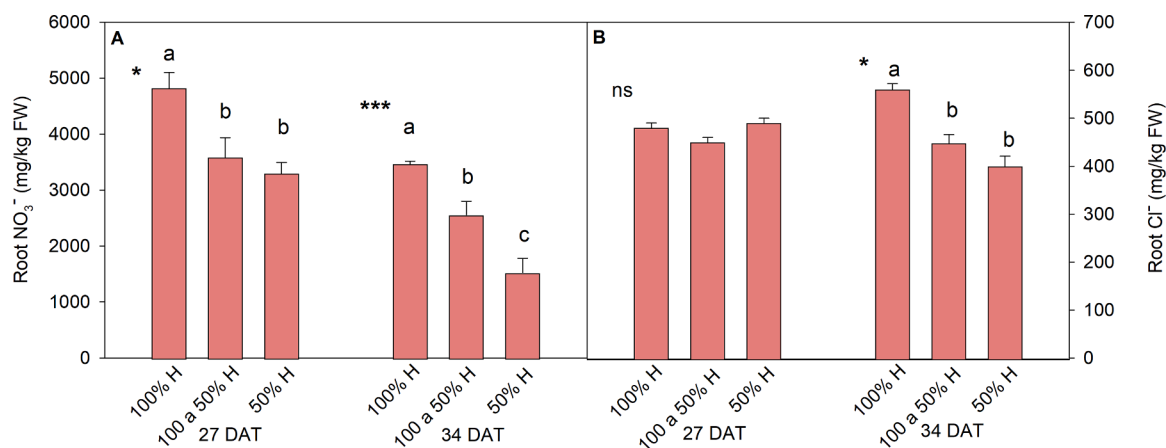 A
B
Root NO₃⁻ (mg/kg FW)
6000
5000
4000
3000
2000
1000
0
* a
b
b
*** a
b
c
ns
* a
b
b
700
600
500
400
300
200
100
0
Root Cl⁻ (mg/kg FW)
100% H
100 a 50% H
50% H
27 DAT
100% H
100 a 50% H
50% H
34 DAT
100% H
100 a 50% H
50% H
27 DAT
100% H
100 a 50% H
50% H
34 DAT